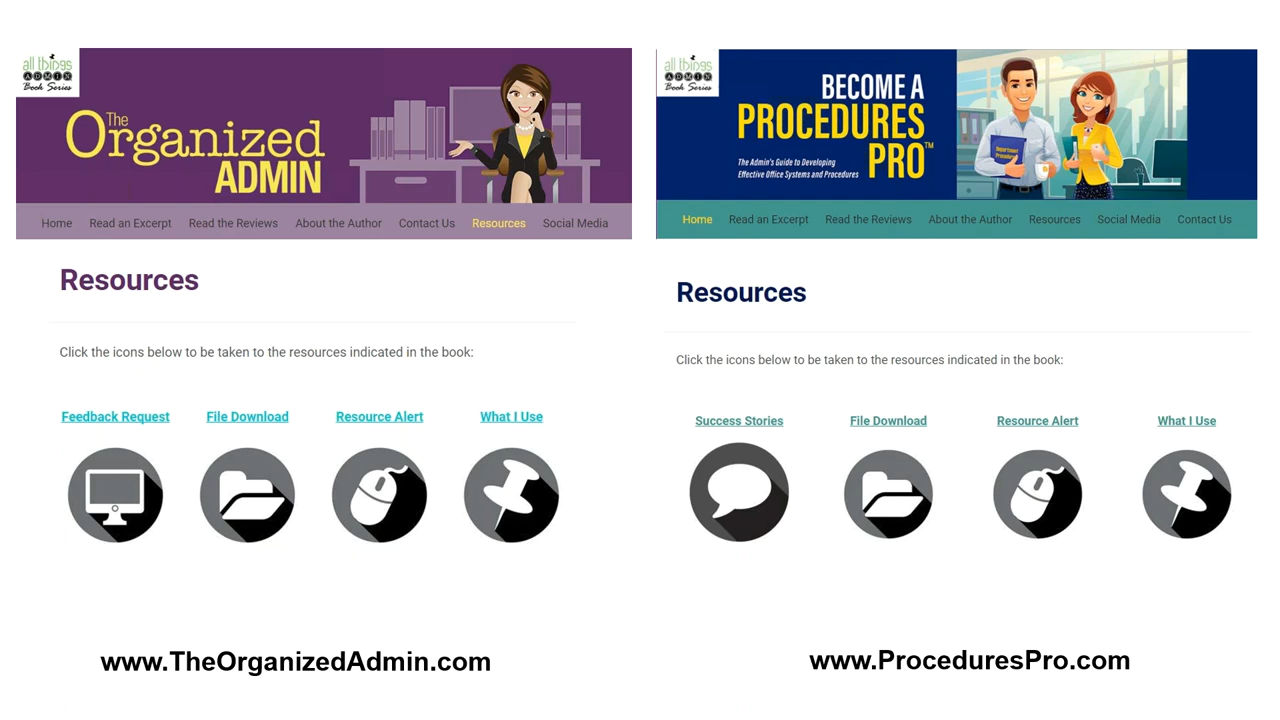 all things
ADMIN
Book Series
The
Organized
ADMIN
Home Read an Excerpt Read the Reviews About the Author Contact Us Resources Social Media
Resources
Click the icons below to be taken to the resources indicated in the book:
Feedback Request File Download Resource Alert What I Use
www.TheOrganizedAdmin.com
all things
ADMIN
Book Series
BECOME A
PROCEDURES
PRO™
The Admin's Guide to Developing
Effective Office Systems and Procedures
Department
Procedures
Home Read an Excerpt Read the Reviews About the Author Resources Social Media Contact Us
Resources
Click the icons below to be taken to the resources indicated in the book:
Success Stories File Download Resource Alert What I Use
www.ProceduresPro.com